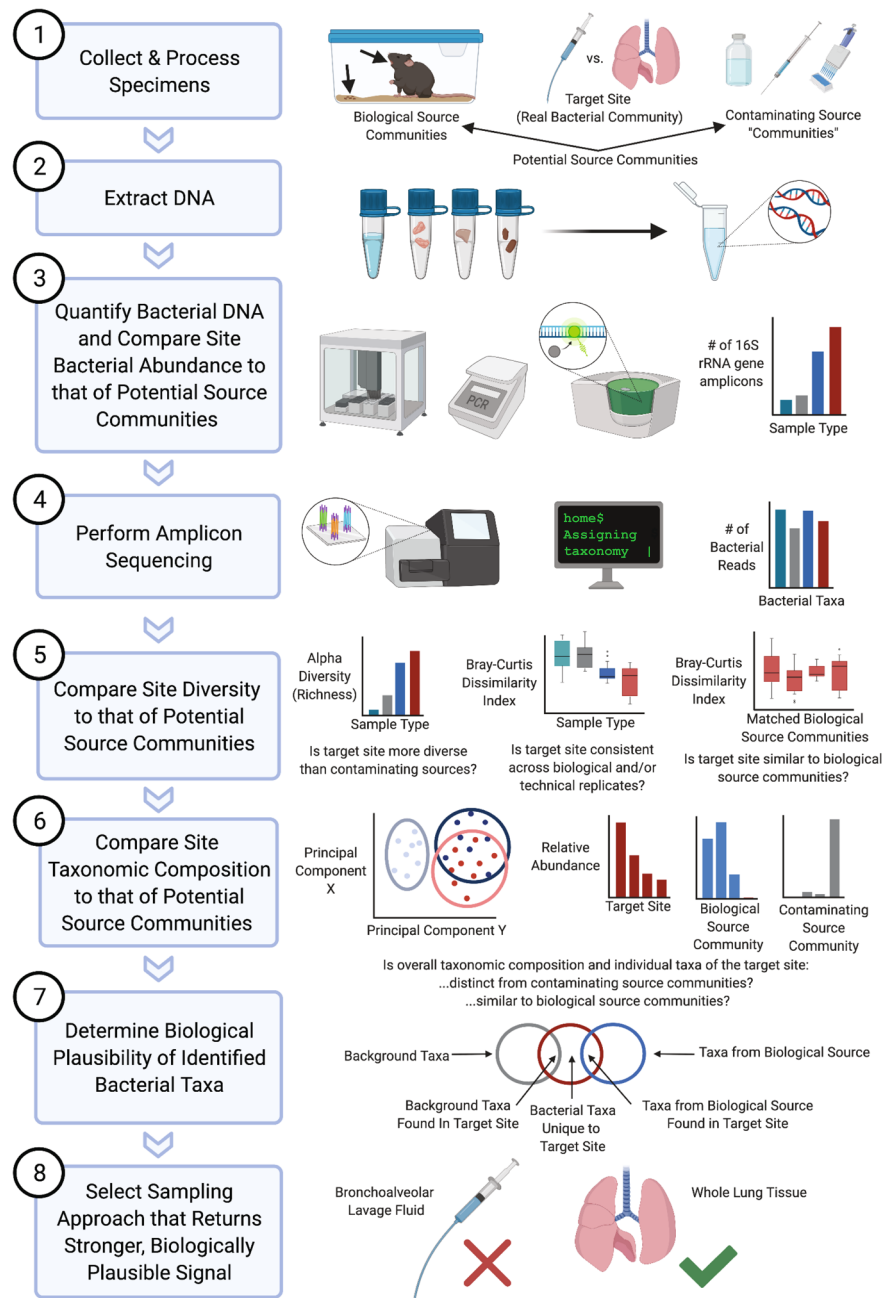 1
Collect & Process
Specimens
vs.
Target Site
(Real Bacterial Community)
Biological Source
Communities
Contaminating Source
"Communities"
Potential Source Communities
2
Extract DNA
3
Quantify Bacterial DNA
and Compare Site
Bacterial Abundance to
that of Potential Source
Communities
PCR
# of 16S
rRNA gene
amplicons
Sample Type
4
Perform Amplicon
Sequencing
home$
Assigning
taxonomy |
# of
Bacterial
Reads
Bacterial Taxa
5
Compare Site Diversity
to that of Potential
Source Communities
Alpha
Diversity
(Richness)
Sample Type
Is target site more diverse
than contaminating sources?
Bray-Curtis
Dissimilarity
Index
Sample Type
Is target site consistent
across biological and/or
technical replicates?
Bray-Curtis
Dissimilarity
Index
Matched Biological
Source Communities
Is target site similar to biological
source communities?
6
Compare Site
Taxonomic Composition
to that of Potential
Source Communities
Principal
Component
X
Principal Component Y
Relative
Abundance
Target Site
Biological
Source
Community
Contaminating
Source
Community
Is overall taxonomic composition and individual taxa of the target site:
...distinct from contaminating source communities?
...similar to biological source communities?
7
Determine Biological
Plausibility of Identified
Bacterial Taxa
Background Taxa
Taxa from Biological Source
Background Taxa
Found In Target Site
Bacterial Taxa
Unique to
Target Site
Taxa from Biological Source
Found in Target Site
8
Select Sampling
Approach that Returns
Stronger, Biologically
Plausible Signal
Bronchoalveolar
Lavage Fluid
Whole Lung Tissue